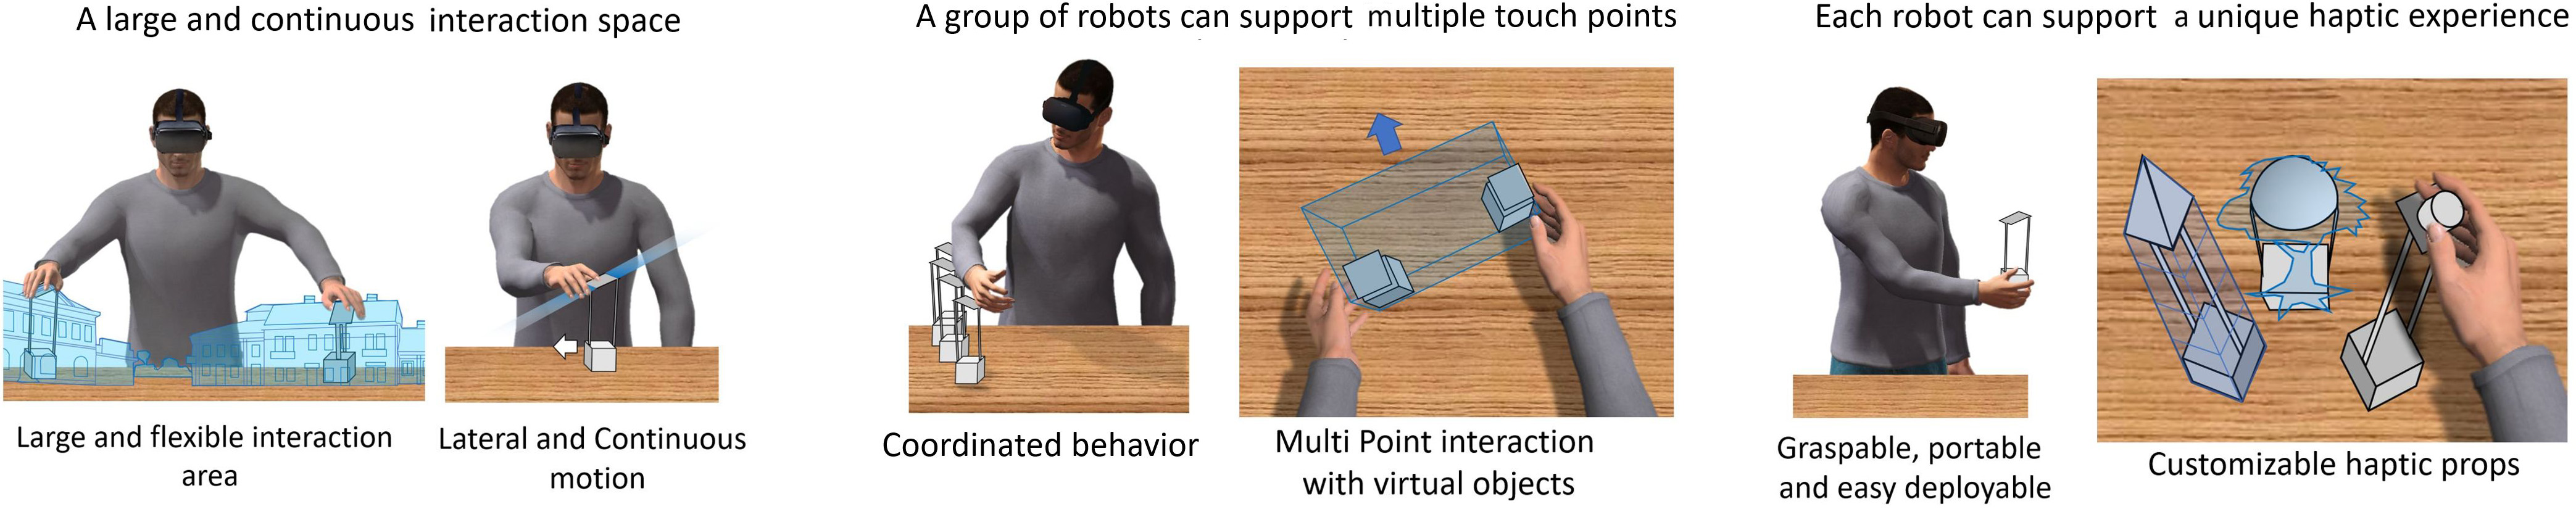 A large and continuous interaction space
A group of robots can support multiple touch points
Each robot can support a unique haptic experience
Large and flexible interaction
area
Lateral and Continuous
motion
Coordinated behavior
Multi Point interaction
with virtual objects
Graspable, portable
and easy deployable
Customizable haptic props